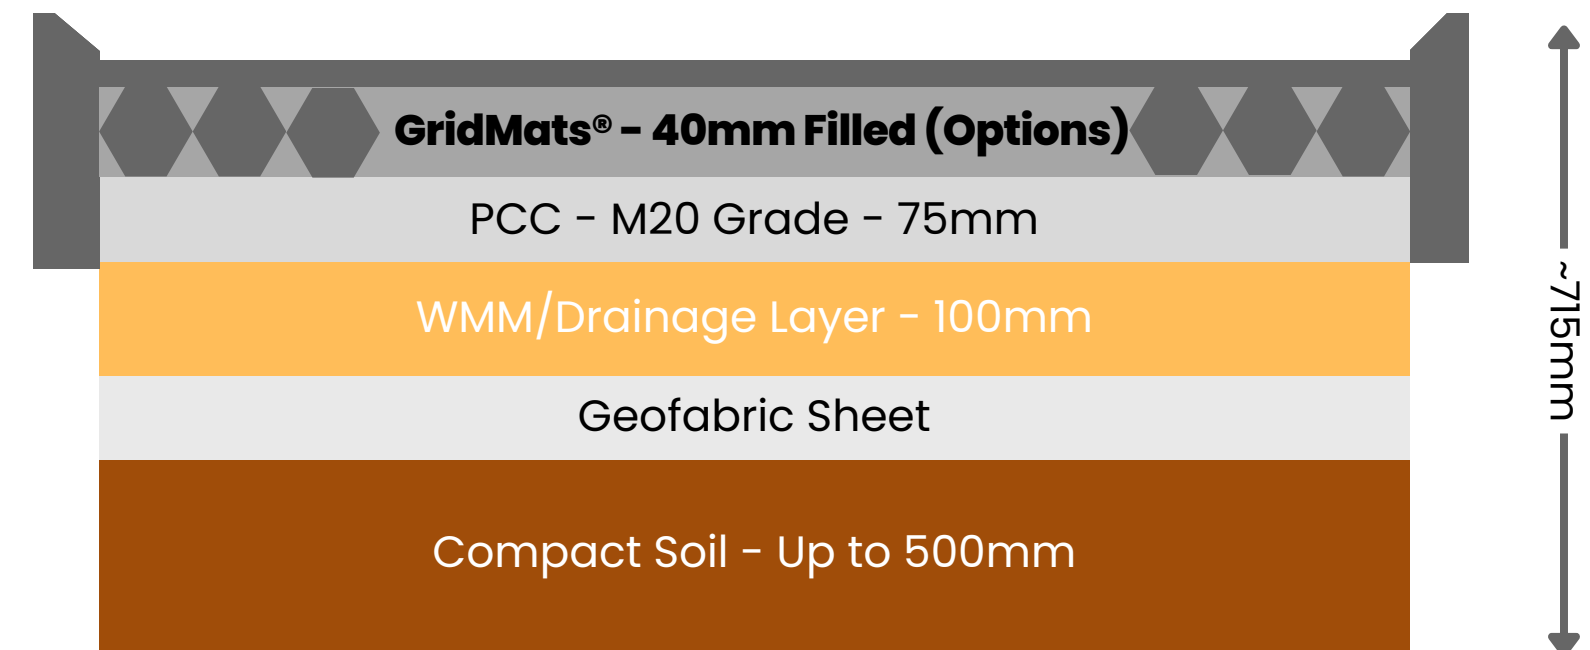 GridMats® - 40mm Filled (Options)
PCC - M20 Grade - 75mm
WMM/Drainage Layer - 100mm
Geofabric Sheet
Compact Soil - Up to 500mm
~715mm